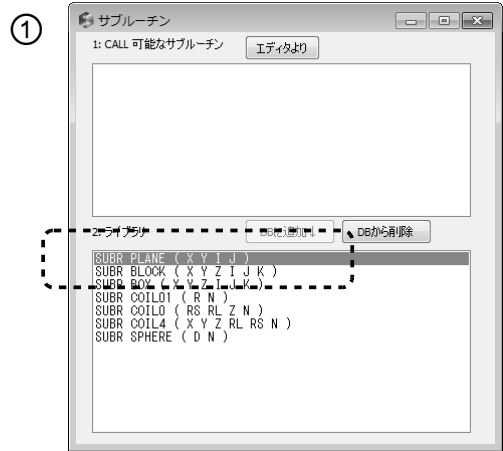 ①
サブルーチン
1: CALL 可能なサブルーチン
エディタより
2: ライブラリ
DBに追加↓
DBから削除
SUBR PLANE ( X Y I J )
SUBR BLOCK ( X Y Z I J K )
SUBR BOX ( X Y Z I J K )
SUBR COILO1 ( R N )
SUBR COILO ( RS RL Z N )
SUBR COIL4 ( X Y Z RL RS N )
SUBR SPHERE ( D N )